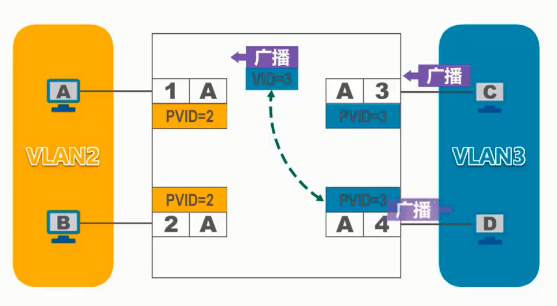 广播
VID=3
广播
A
1 A
A 3
C
PVID=2
PVID=3
VLAN2
VLAN3
PVID=2
PVID=3
广播
B
2 A
A 4
D